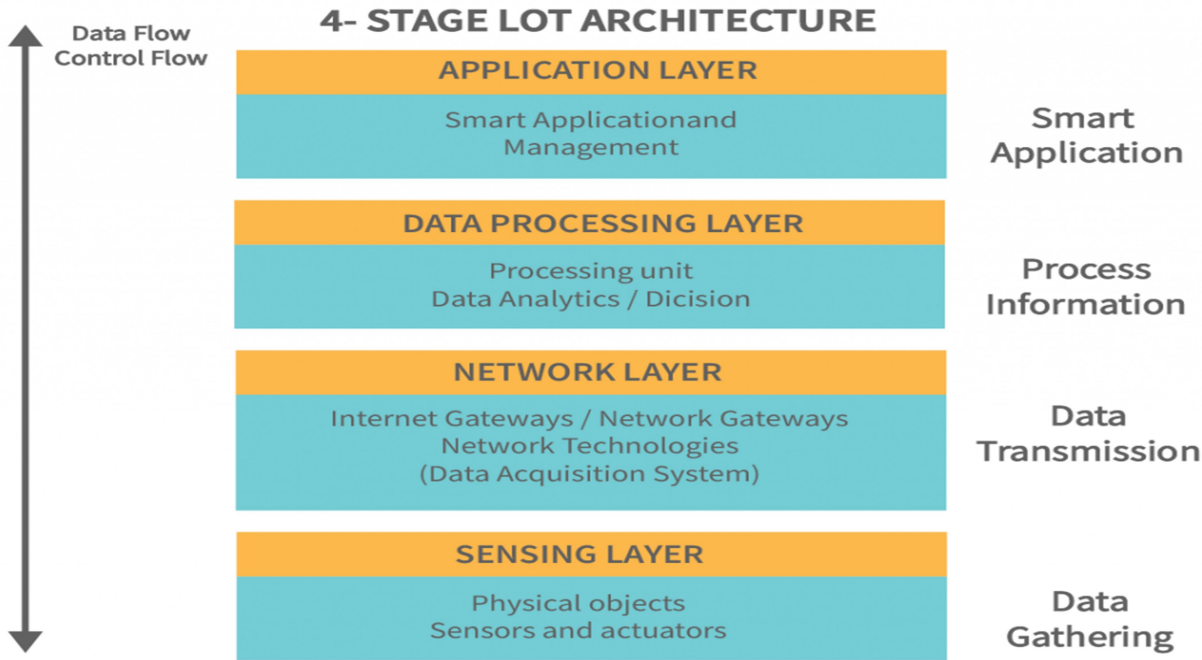 4- STAGE LOT ARCHITECTURE
Data Flow
Control Flow
APPLICATION LAYER
Smart Applicationand
Management
Smart
Application
DATA PROCESSING LAYER
Processing unit
Data Analytics / Dicision
Process
Information
NETWORK LAYER
Internet Gateways / Network Gateways
Network Technologies
(Data Acquisition System)
Data
Transmission
SENSING LAYER
Physical objects
Sensors and actuators
Data
Gathering